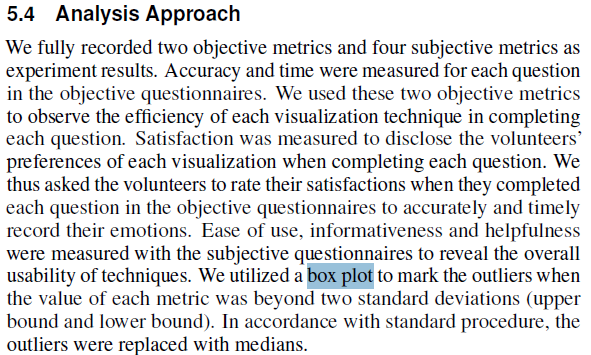 5.4 Analysis Approach
We fully recorded two objective metrics and four subjective metrics as
experiment results. Accuracy and time were measured for each question
in the objective questionnaires. We used these two objective metrics
to observe the efficiency of each visualization technique in completing
each question. Satisfaction was measured to disclose the volunteers'
preferences of each visualization when completing each question. We
thus asked the volunteers to rate their satisfactions when they completed
each question in the objective questionnaires to accurately and timely
record their emotions. Ease of use, informativeness and helpfulness
were measured with the subjective questionnaires to reveal the overall
usability of techniques. We utilized a box plot to mark the outliers when
the value of each metric was beyond two standard deviations (upper
bound and lower bound). In accordance with standard procedure, the
outliers were replaced with medians.